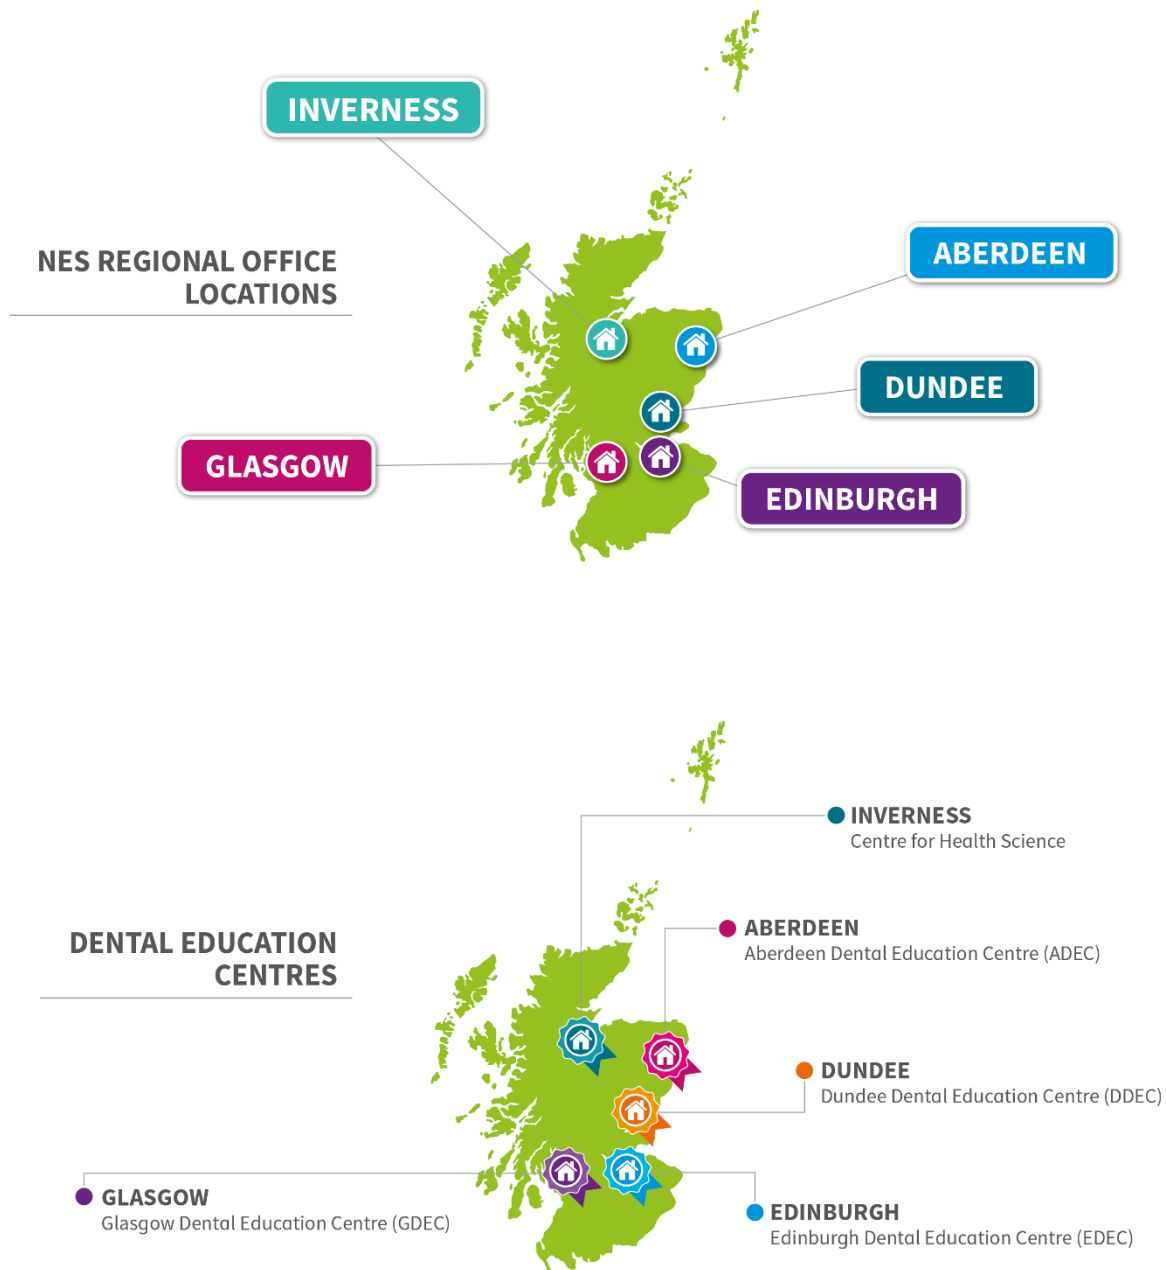 INVERNESS
NES REGIONAL OFFICE
LOCATIONS
ABERDEEN
DUNDEE
GLASGOW
EDINBURGH
DENTAL EDUCATION
CENTRES
INVERNESS
Centre for Health Science
ABERDEEN
Aberdeen Dental Education Centre (ADEC)
DUNDEE
Dundee Dental Education Centre (DDEC)
GLASGOW
Glasgow Dental Education Centre (GDEC)
EDINBURGH
Edinburgh Dental Education Centre (EDEC)